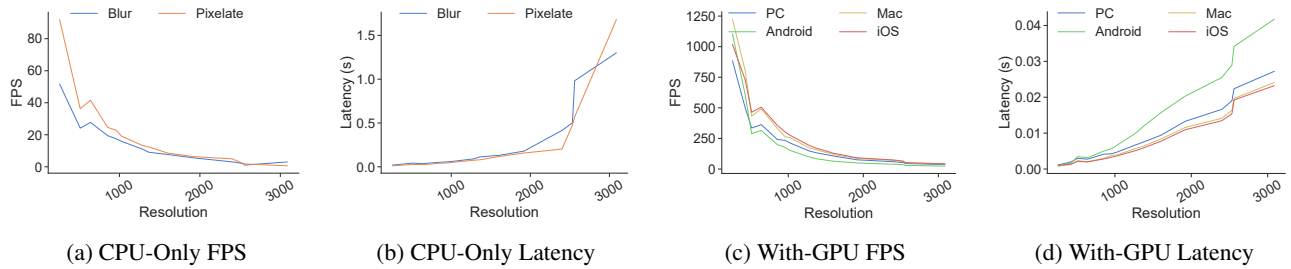 Blur Pixelate
80
60
40
20
0
FPS
1000
2000
3000
Resolution
(a) CPU-Only FPS
Blur Pixelate
1.5
1.0
0.5
0.0
Latency (s)
1000
2000
3000
Resolution
(b) CPU-Only Latency
PC Mac
Android iOS
1250
1000
750
500
250
0
FPS
1000
2000
3000
Resolution
(c) With-GPU FPS
PC Mac
Android iOS
0.04
0.03
0.02
0.01
0.00
Latency (s)
1000
2000
3000
Resolution
(d) With-GPU Latency